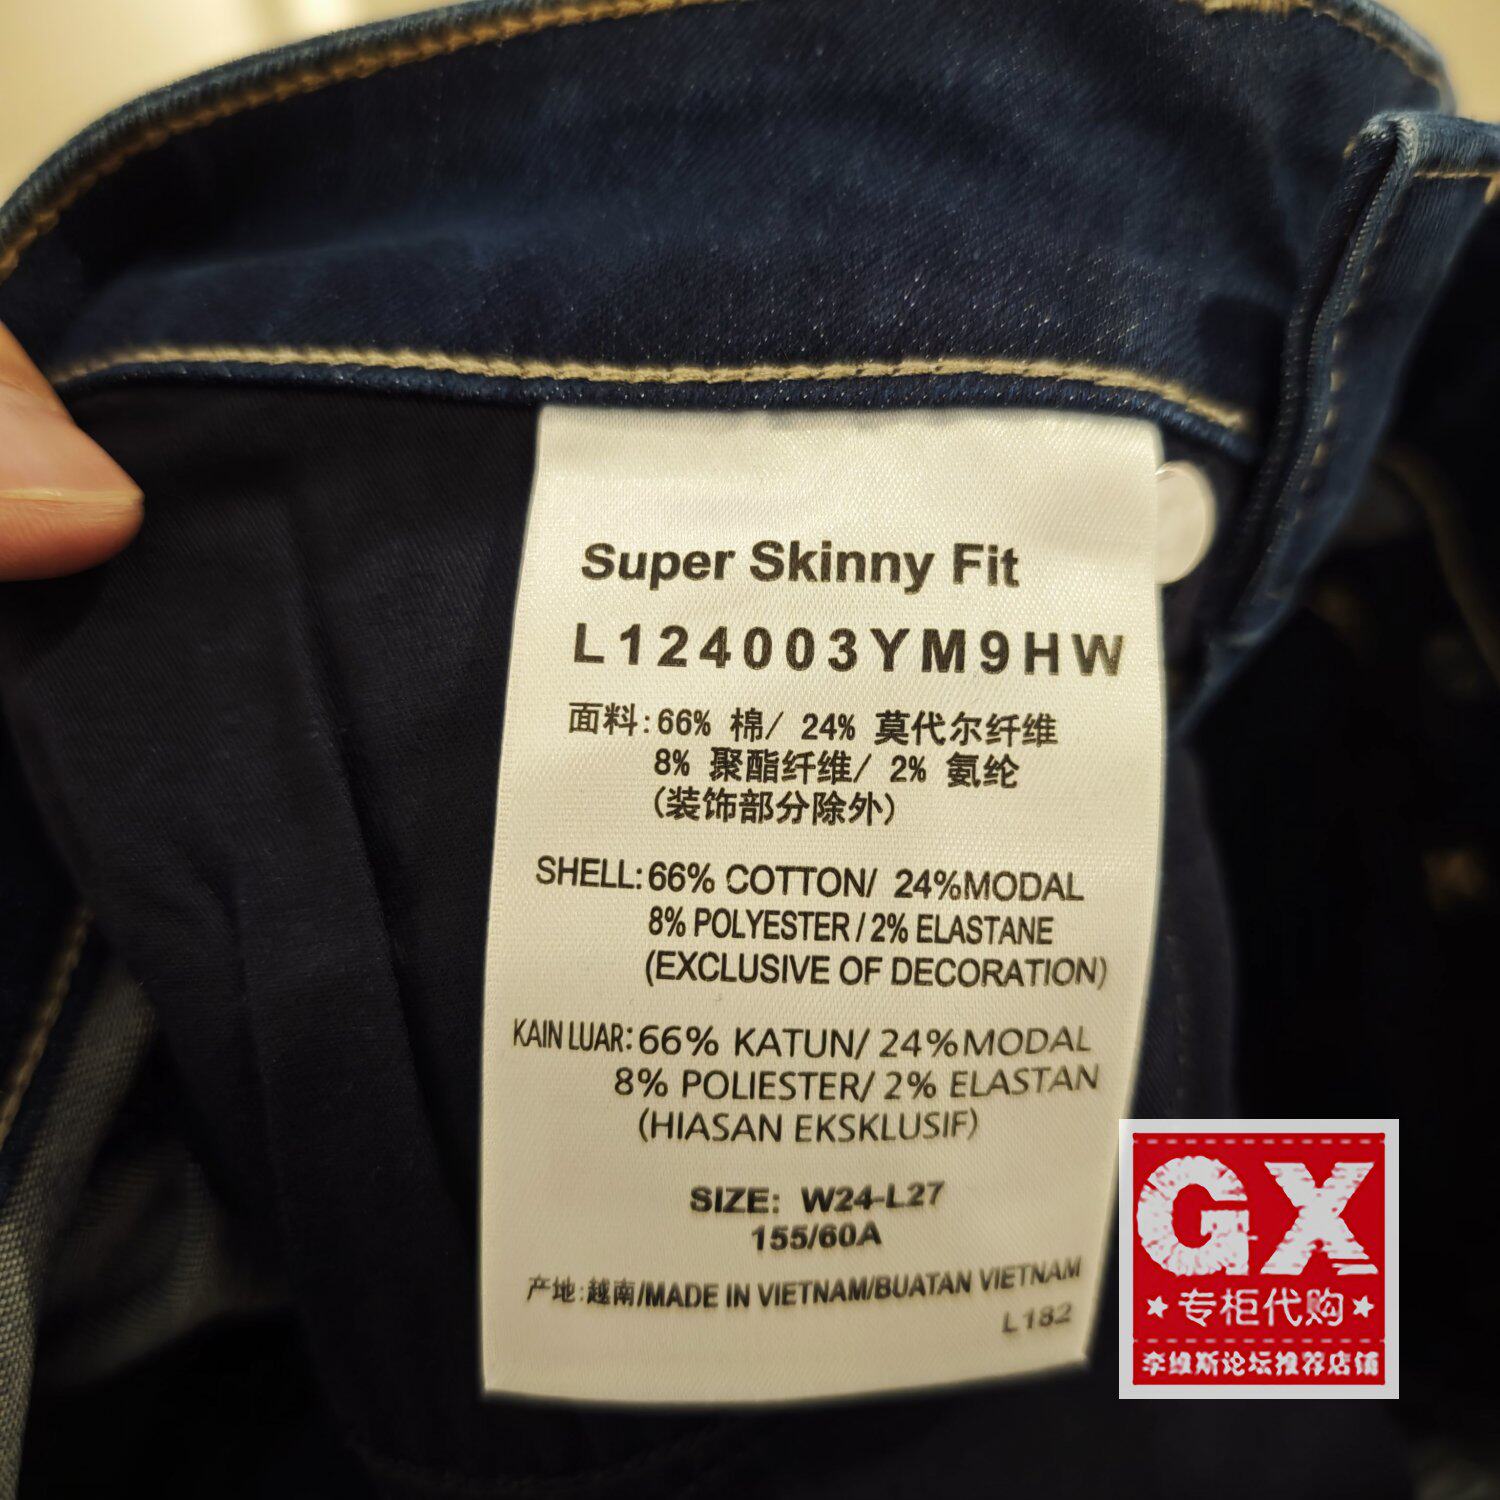 Super Skinny Fit
L124003YM9HW
面料:66% 棉/ 24% 莫代尔纤维
8% 聚酯纤维/ 2% 氨纶
(装饰部分除外)
SHELL:66% COTTON/ 24%MODAL
8% POLYESTER/2% ELASTANE
(EXCLUSIVE OF DECORATION)
KAIN LUAR:66% KATUN/ 24%MODAL
8% POLIESTER/ 2% ELASTAN
(HIASAN EKSKLUSIF)
SIZE: W24-L27
155/60A
产地:越南/MADE IN VIETNAM/BUATAN VIETNAM
L182
GX
★专柜代购★
李维斯论坛推荐店铺